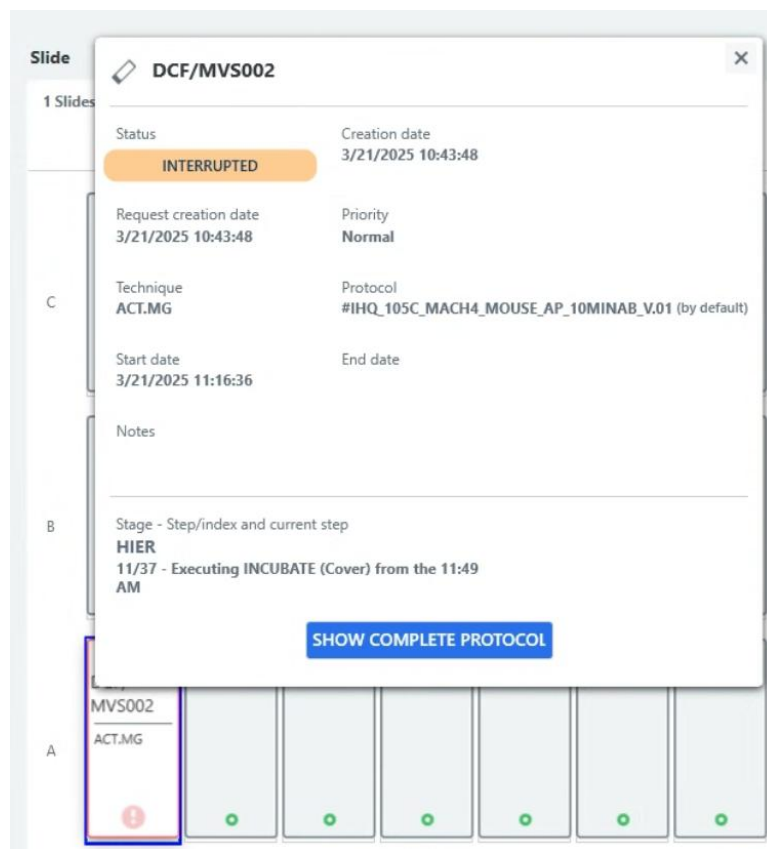 Slide
1 Slides
DCF/MVS002
Status
INTERRUPTED
Creation date
3/21/2025 10:43:48
Request creation date
3/21/2025 10:43:48
Priority
Normal
Technique
ACT.MG
Protocol
#IHQ_105C_MACH4_MOUSE_AP_10MINAB_V.01 (by default)
Start date
3/21/2025 11:16:36
End date
Notes
Stage - Step/index and current step
HIER
11/37 - Executing INCUBATE (Cover) from the 11:49
AM
SHOW COMPLETE PROTOCOL
C
B
A
MVS002
ACT.MG